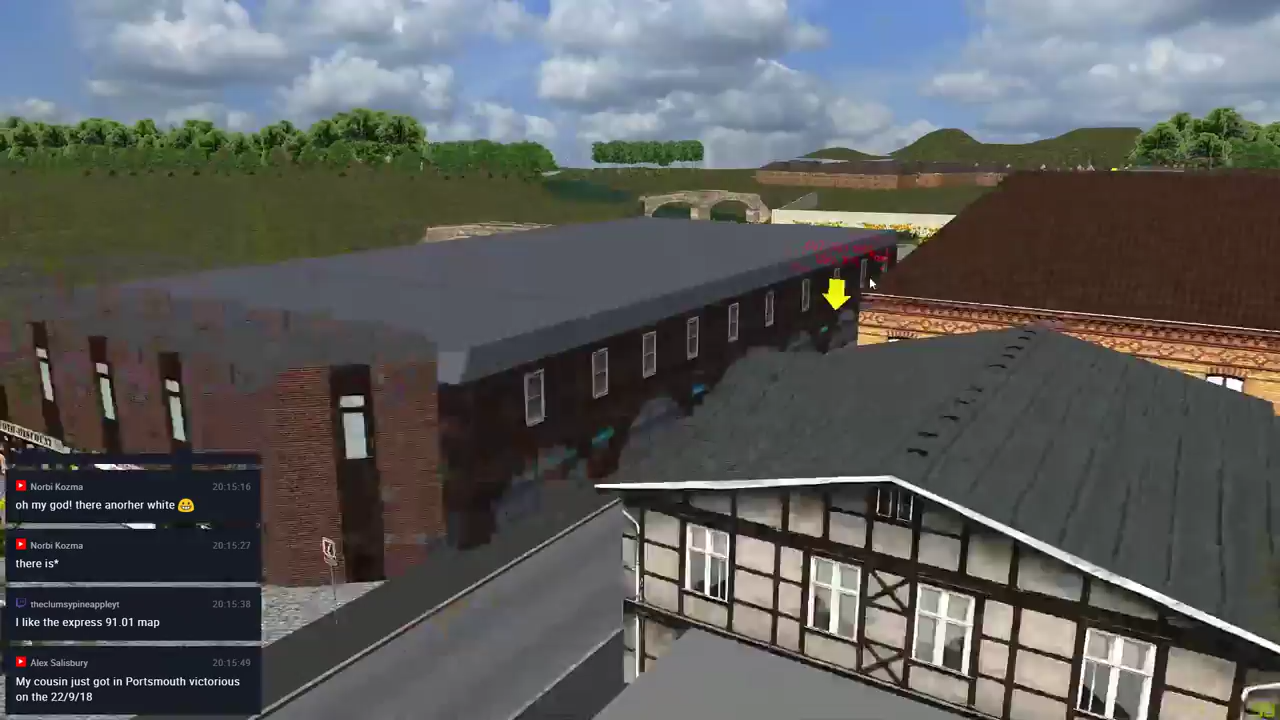 Norbi Kozma 20:15:16
oh my god! there anorher white 😬
Norbi Kozma 20:15:27
there is*
theclumsypineappleyt 20:15:38
I like the express 91.01 map
Alex Salisbury 20:15:49
My cousin just got in Portsmouth victorious
on the 22/9/18